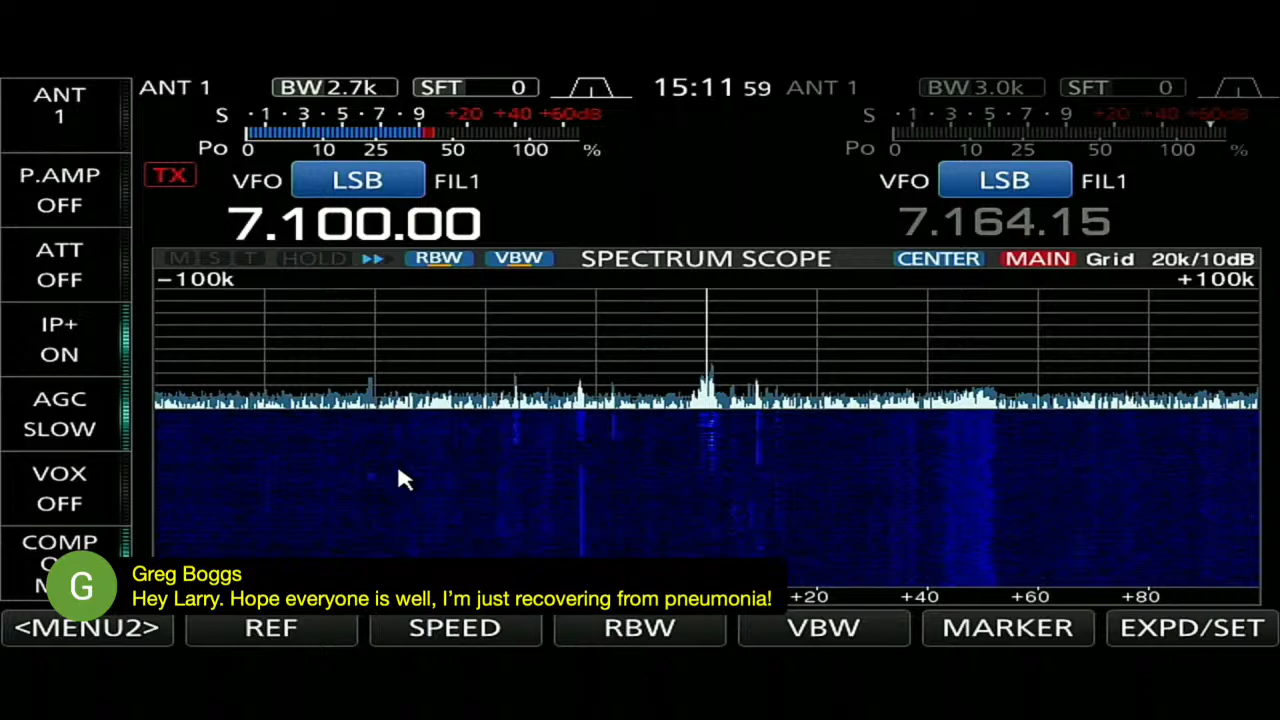 ANT 1 BW 2.7k SFT 0 15:11 59 ANT 1 BW 3.0k SFT 0
ANT
1
S 1 3 5 7 9 +20 +40 +60dB S 1 3 5 7 9 +20 +40 +60dB
Po 0 10 25 50 100 % Po 0 10 25 50 100 %
P.AMP
OFF
TX VFO LSB FIL1 VFO LSB FIL1
7.100.00 7.164.15
ATT
OFF
M S T HOLD RBW VBW SPECTRUM SCOPE CENTER MAIN Grid 20k/10dB
-100k +100k
IP+
ON
AGC
SLOW
VOX
OFF
COMP
G
Greg Boggs
Hey Larry. Hope everyone is well, I'm just recovering from pneumonia!
+20 +40 +60 +80
<MENU2> REF SPEED RBW VBW MARKER EXPD/SET